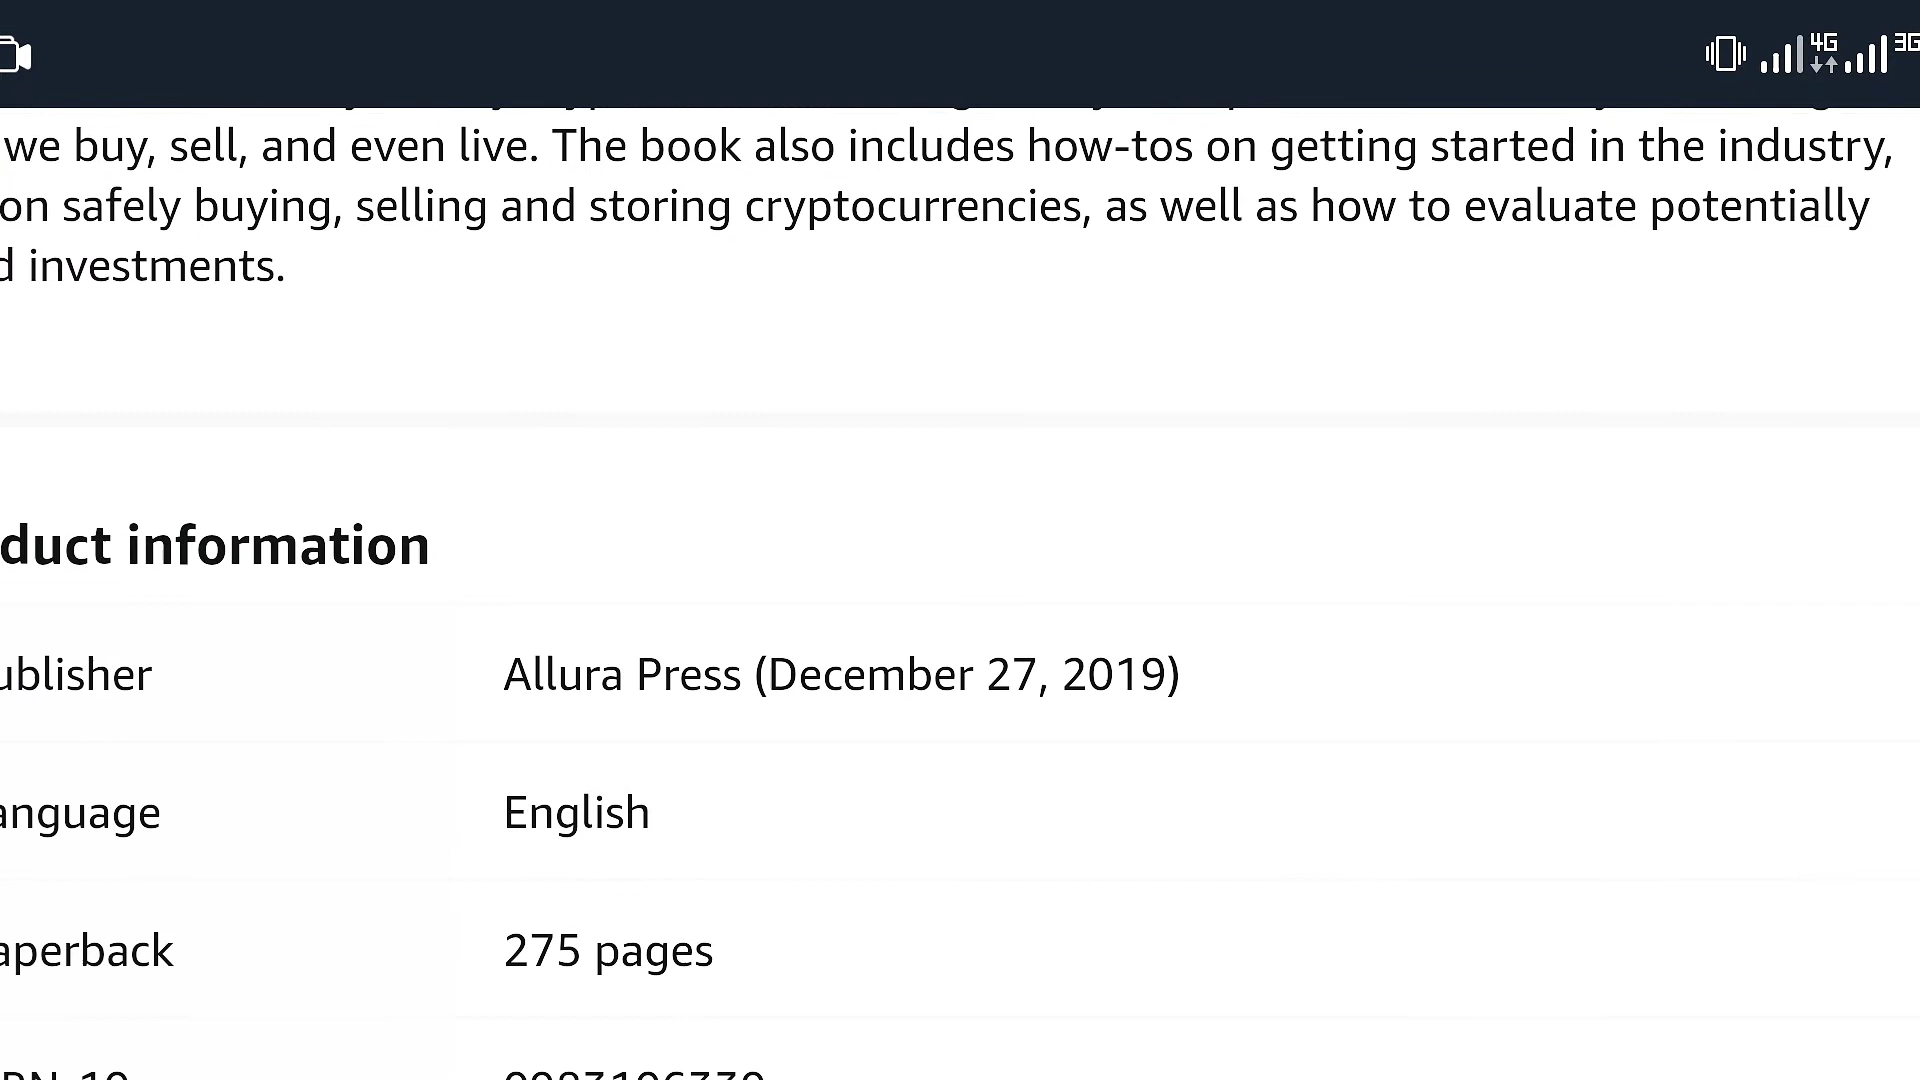 4G 3G
we buy, sell, and even live. The book also includes how-tos on getting started in the industry,
on safely buying, selling and storing cryptocurrencies, as well as how to evaluate potentially
d investments.
duct information
ublisher Allura Press (December 27, 2019)
anguage English
aperback 275 pages